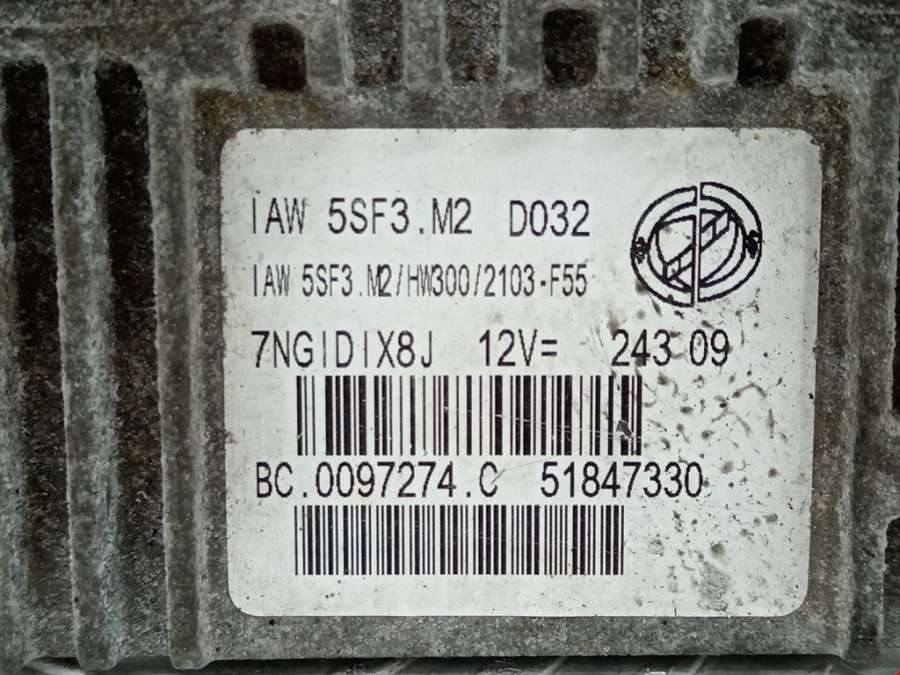 IAW 5SF3.M2 D032
IAW 5SF3.M2/HW300/2103-F55
7NGIDIX8J 12V= 243 09
BC.0097274.C 51847330